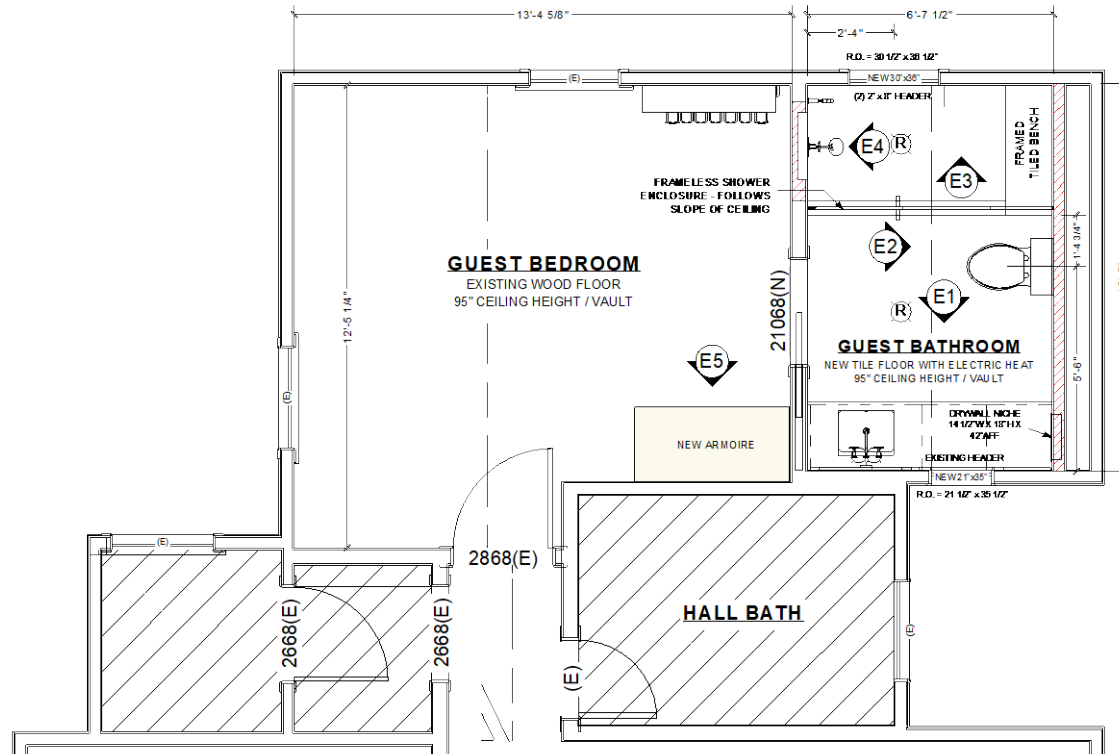 13'-4 5/8"
6'-7 1/2"
2'-4"
R.O. = 30 1/2" x 36 1/2"
(E)
NEW 30"x36"
(2) 2" x 8" HEADER
E4
R
E3
FRAMED
TILED BENCH
FRAMELESS SHOWER
ENCLOSURE - FOLLOWS
SLOPE OF CEILING
E2
1'-4 3/4"
GUEST BEDROOM
EXISTING WOOD FLOOR
95" CEILING HEIGHT / VAULT
12'-5 1/4"
21068(N)
E1
R
GUEST BATHROOM
NEW TILE FLOOR WITH ELECTRIC HEAT
95" CEILING HEIGHT / VAULT
5'-6"
E5
(E)
NEW ARMOIRE
DRYWALL NICHE
14 1/2"W X 18"H X
42"AFF
EXISTING HEADER
NEW 21"x35"
R.O. = 21 1/2" x 35 1/2"
(E)
2868(E)
HALL BATH
2668(E)
2668(E)
(E)
(E)